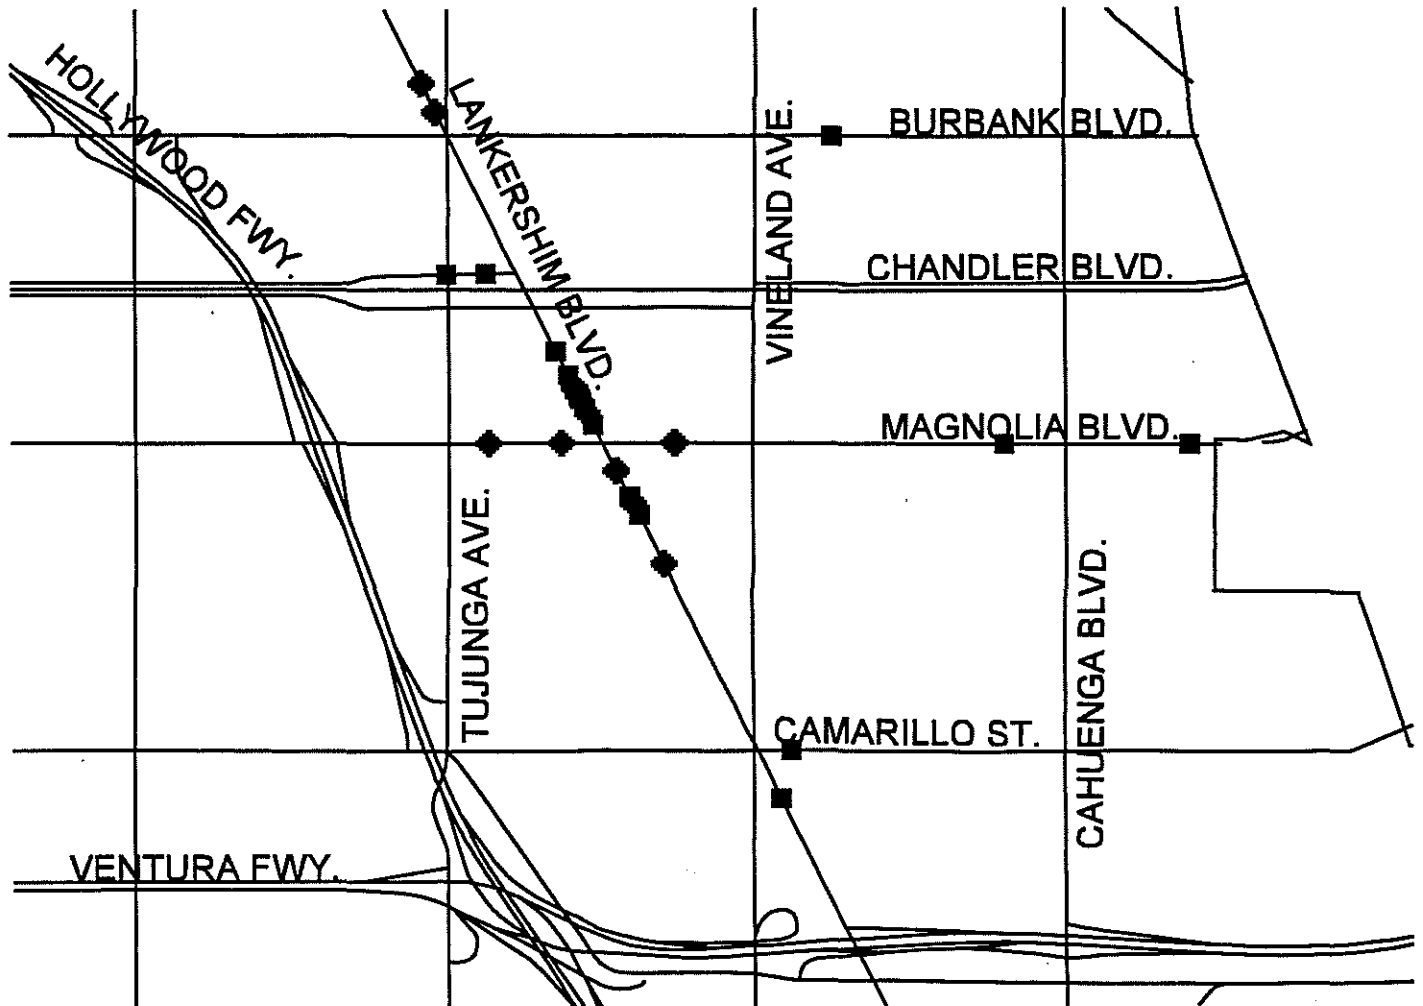 HOLLYWOOD FWY.
LANKERSHIM BLVD.
VINELAND AVE.
BURBANK BLVD.
CHANDLER BLVD.
MAGNOLIA BLVD.
TUJUNGA AVE.
CAHUENGA BLVD.
CAMARILLO ST.
VENTURA FWY.